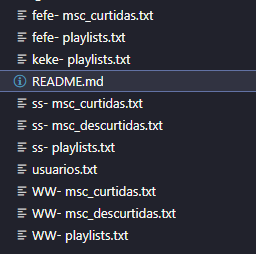 fefe- msc_curtidas.txt
fefe- playlists.txt
keke- playlists.txt
README.md
ss- msc_curtidas.txt
ss- msc_descurtidas.txt
ss- playlists.txt
usuarios.txt
WW- msc_curtidas.txt
WW- msc_descurtidas.txt
WW- playlists.txt